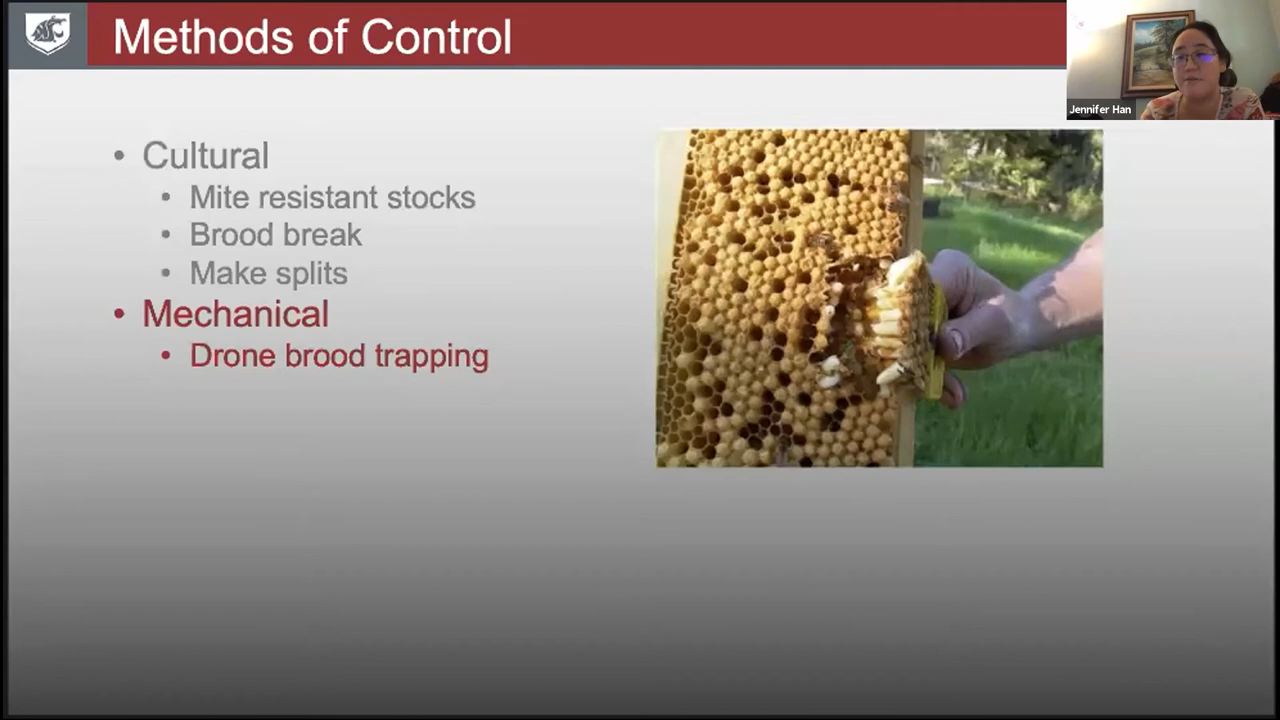 Methods of Control
Jennifer Han
• Cultural
• Mite resistant stocks
• Brood break
• Make splits
• Mechanical
• Drone brood trapping